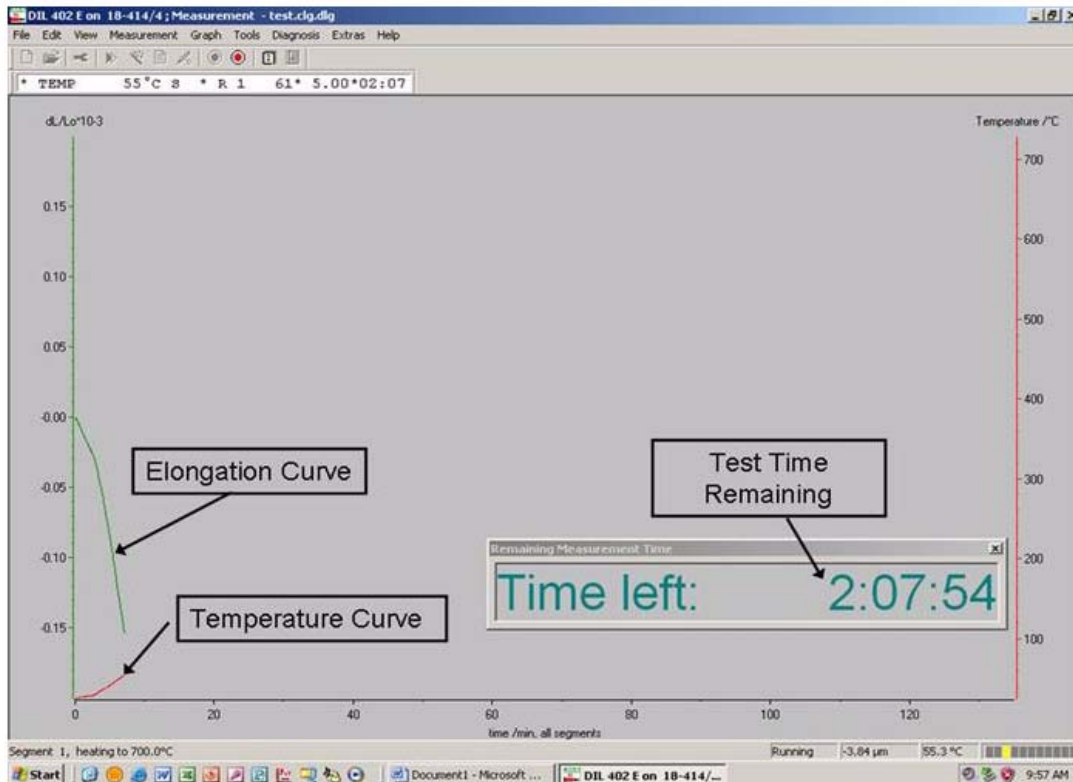 DIL 402 E on 18-414/4 ; Measurement - test.clg.dlg
File Edit View Measurement Graph Tools Diagnosis Extras Help
* TEMP 55°C S * R 1 61* 5.00*02:07
dL/Lo*10-3
Temperature /°C
700
0.15
600
0.10
500
0.05
-0.00
400
Elongation Curve
Test Time
Remaining
-0.05
300
Remaining Measurement Time
-0.10
200
Time left: 2:07:54
Temperature Curve
-0.15
100
0 20 40 60 80 100 120
time /min, all segments
Segment 1, heating to 700.0°C Running -3.84 µm 55.3 °C
Start Document1 - Microsoft ... DIL 402 E on 18-414/... 9:57 AM